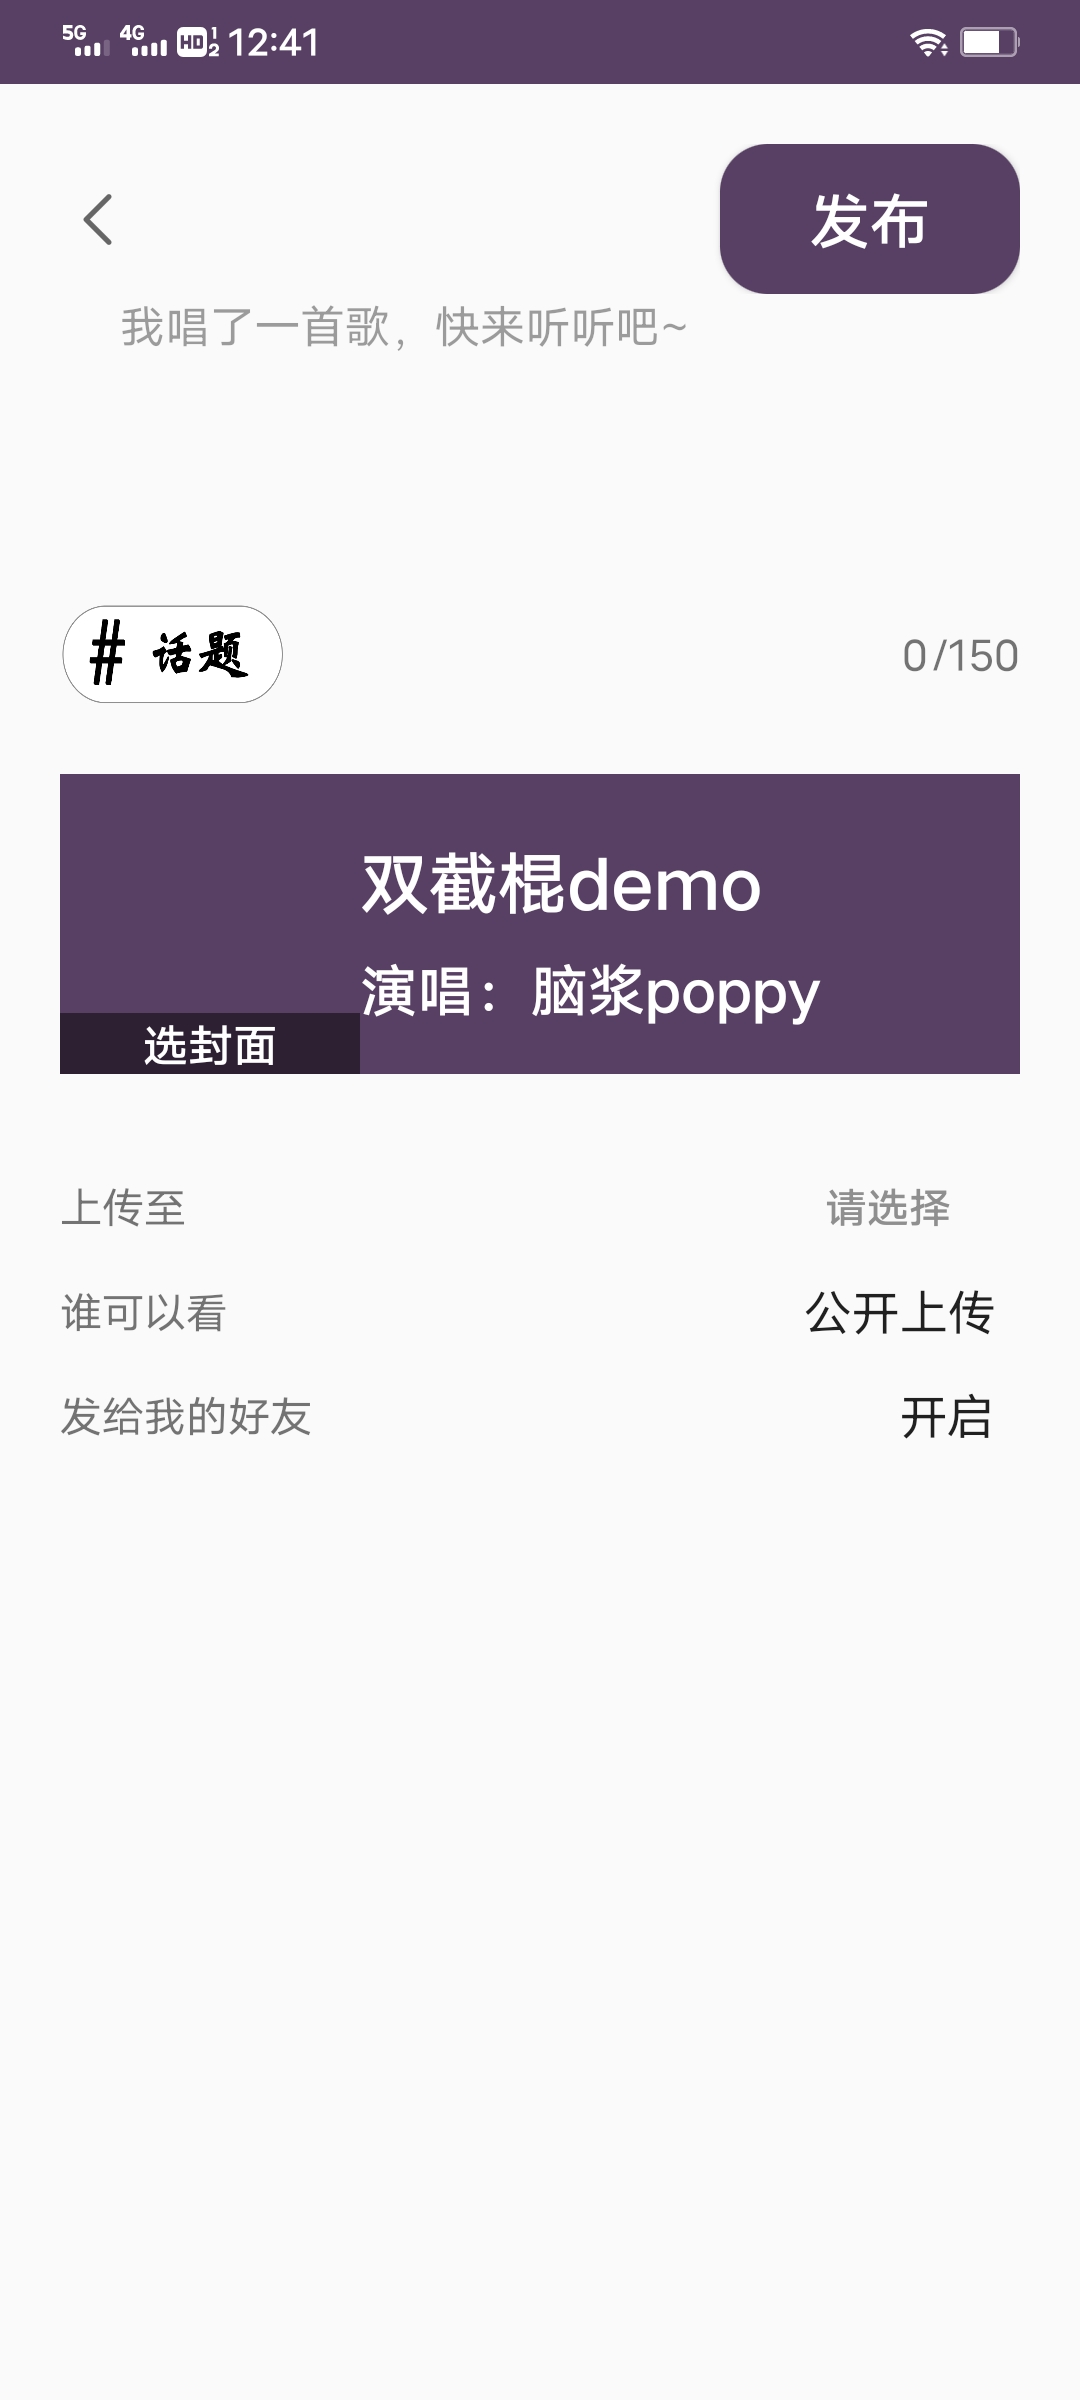 5G 4G HD 1 2 12:41
发布
我唱了一首歌，快来听听吧~
# 话题
0/150
双截棍demo
演唱：脑浆poppy
选封面
上传至 请选择
谁可以看 公开上传
发给我的好友 开启